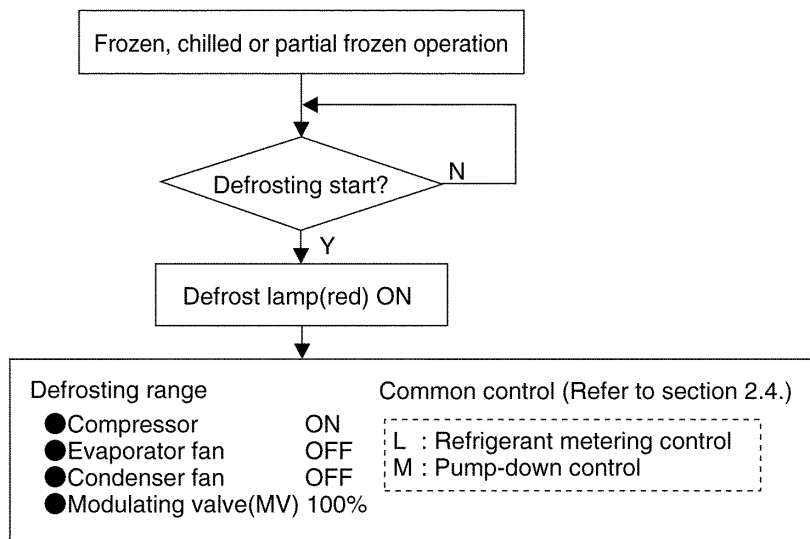 Frozen, chilled or partial frozen operation
Defrosting start?
N
Y
Defrost lamp(red) ON
Defrosting range
●Compressor ON
●Evaporator fan OFF
●Condenser fan OFF
●Modulating valve(MV) 100%
Common control (Refer to section 2.4.)
L : Refrigerant metering control
M : Pump-down control